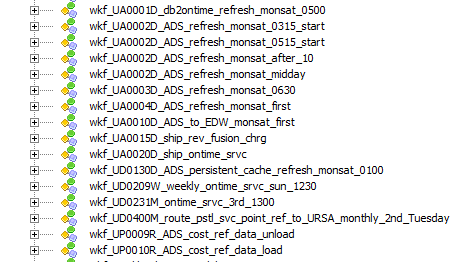 wkf_UA0001D_db2ontime_refresh_monsat_0500
wkf_UA0002D_ADS_refresh_monsat_0315_start
wkf_UA0002D_ADS_refresh_monsat_0515_start
wkf_UA0002D_ADS_refresh_monsat_after_10
wkf_UA0002D_ADS_refresh_monsat_midday
wkf_UA0003D_ADS_refresh_monsat_0630
wkf_UA0004D_ADS_refresh_monsat_first
wkf_UA0010D_ADS_to_EDW_monsat_first
wkf_UA0015D_ship_rev_fusion_chrg
wkf_UA0020D_ship_ontime_srvc
wkf_UD0130D_ADS_persistent_cache_refresh_monsat_0100
wkf_UD0209W_weekly_ontime_srvc_sun_1230
wkf_UD0231M_ontime_srvc_3rd_1300
wkf_UD0400M_route_pstl_svc_point_ref_to_URSA_monthly_2nd_Tuesday
wkf_UP0009R_ADS_cost_ref_data_unload
wkf_UP0010R_ADS_cost_ref_data_load